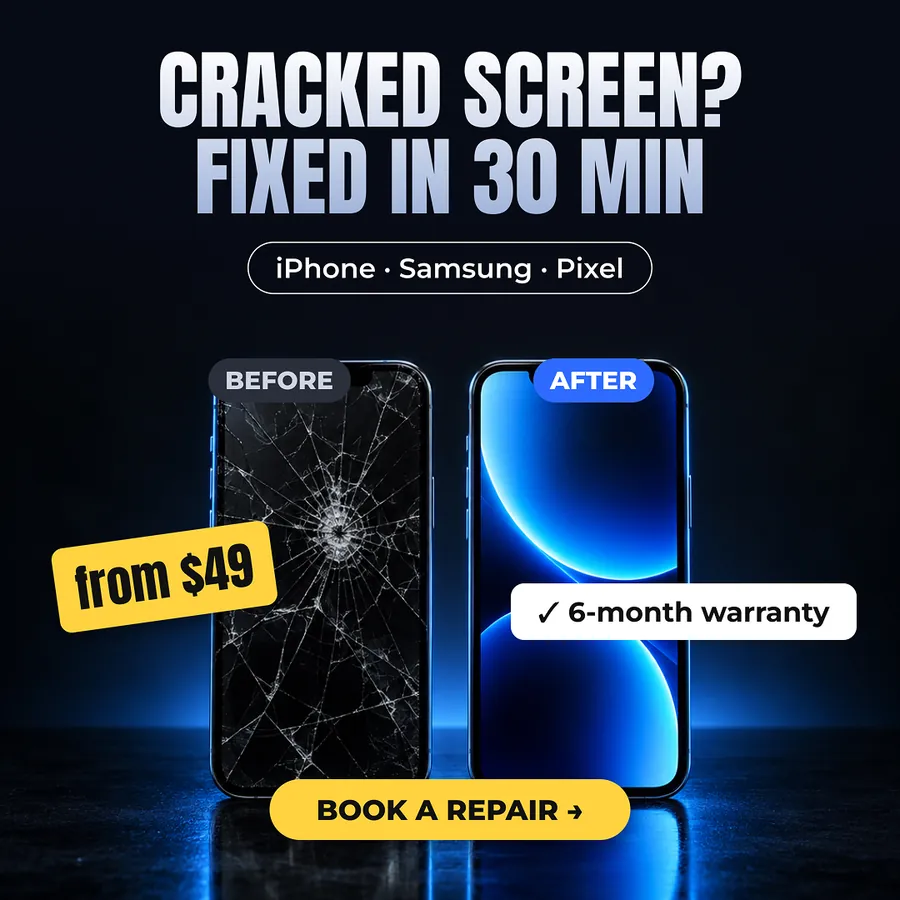 CRACKED SCREEN?
FIXED IN 30 MIN
iPhone · Samsung · Pixel
BEFORE
AFTER
from $49
✓ 6-month warranty
BOOK A REPAIR →